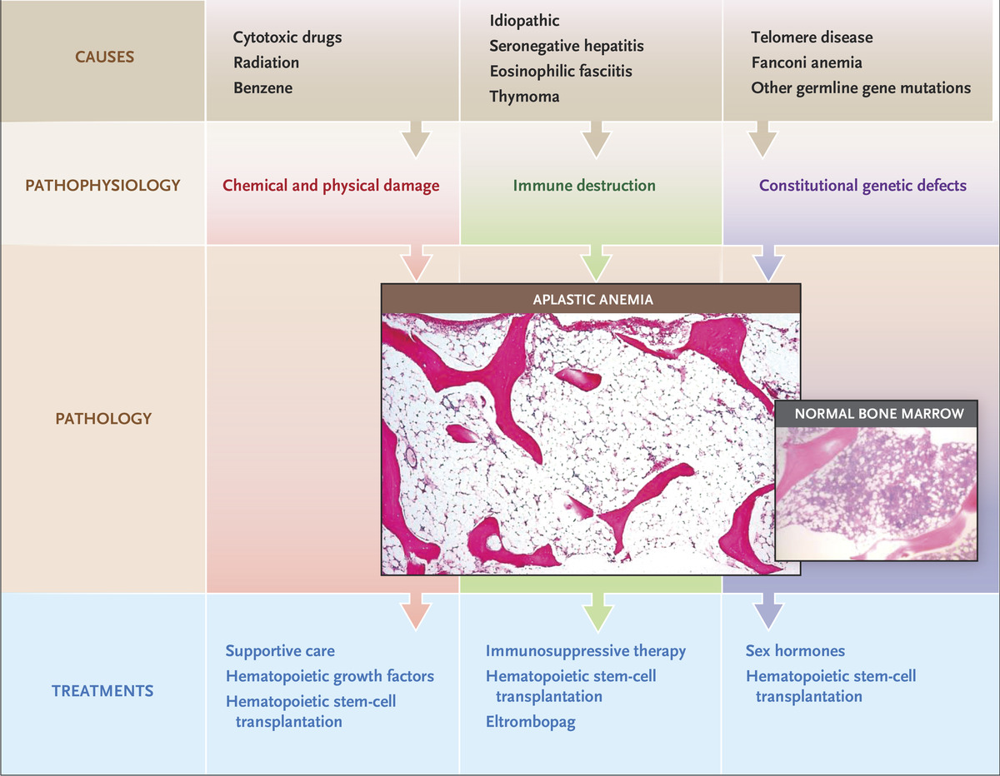 CAUSES
Cytotoxic drugs
Radiation
Benzene
Idiopathic
Seronegative hepatitis
Eosinophilic fasciitis
Thymoma
Telomere disease
Fanconi anemia
Other germline gene mutations
PATHOPHYSIOLOGY
Chemical and physical damage
Immune destruction
Constitutional genetic defects
PATHOLOGY
APLASTIC ANEMIA
NORMAL BONE MARROW
TREATMENTS
Supportive care
Hematopoietic growth factors
Hematopoietic stem-cell
transplantation
Immunosuppressive therapy
Hematopoietic stem-cell
transplantation
Eltrombopag
Sex hormones
Hematopoietic stem-cell
transplantation